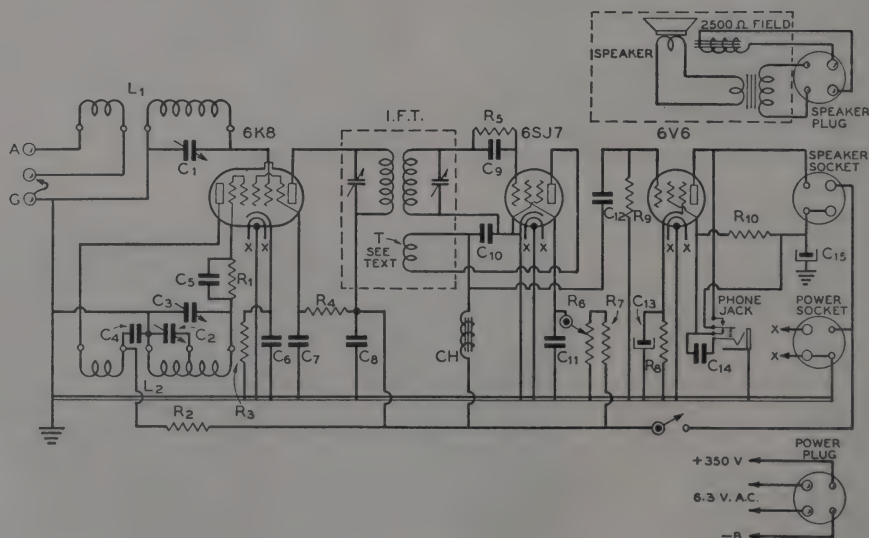 2500 Ω FIELD
SPEAKER
SPEAKER PLUG
L1
I.F.T.
R5
6K8
6SJ7
6V6
SPEAKER SOCKET
A
C1
C9
G
C12
R9
R10
X X
T
SEE TEXT
C10
X X
X X
C15
C5
R1
C3
R4
R6
R7
C13
PHONE JACK
POWER SOCKET
X
C4
C2
X
C6
C7
C8
CH
C11
R8
C14
L2
R3
R2
POWER PLUG
+350 V
6.3 V. A.C.
-B